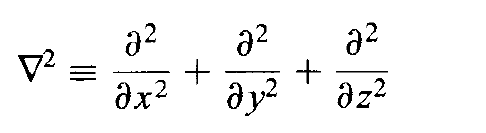 ∇² ≡ ∂²/∂x² + ∂²/∂y² + ∂²/∂z²